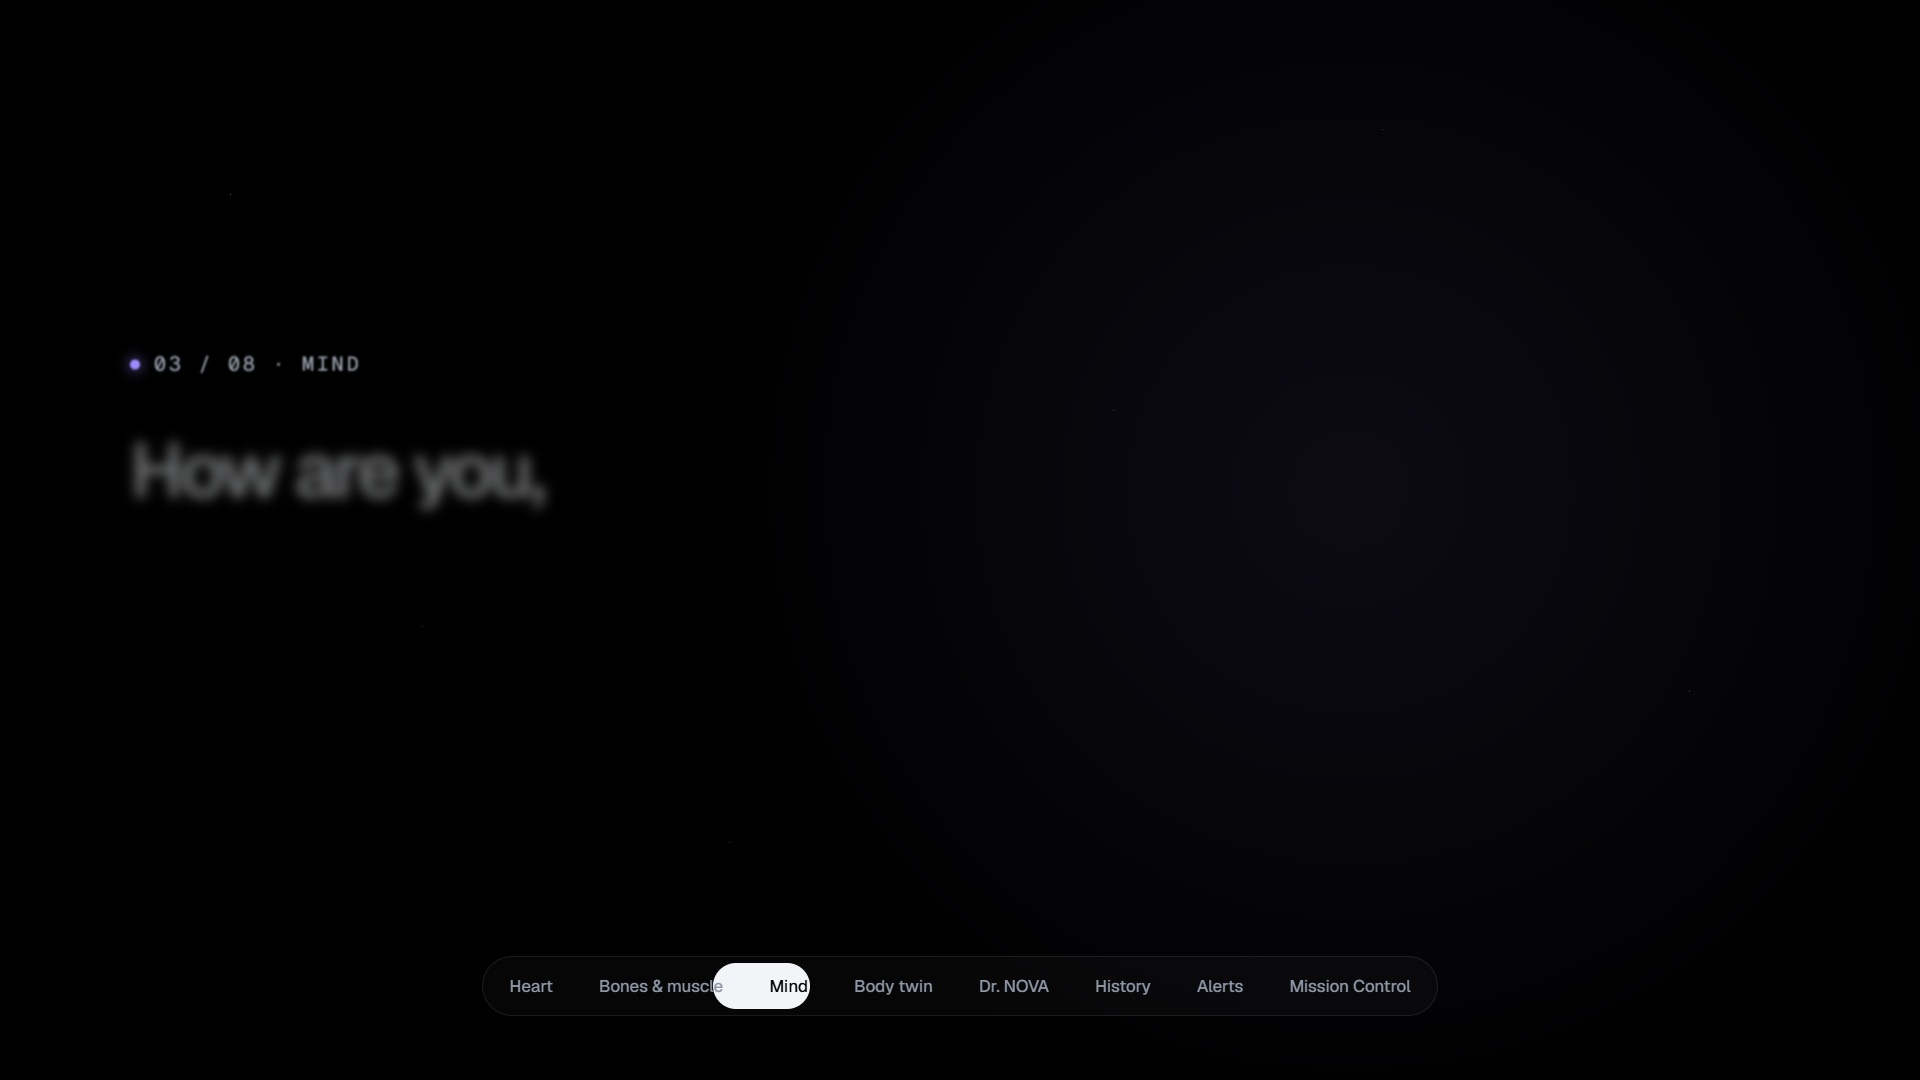 03 / 08 · MIND
How are you,
Heart Bones & muscle Mind Body twin Dr. NOVA History Alerts Mission Control